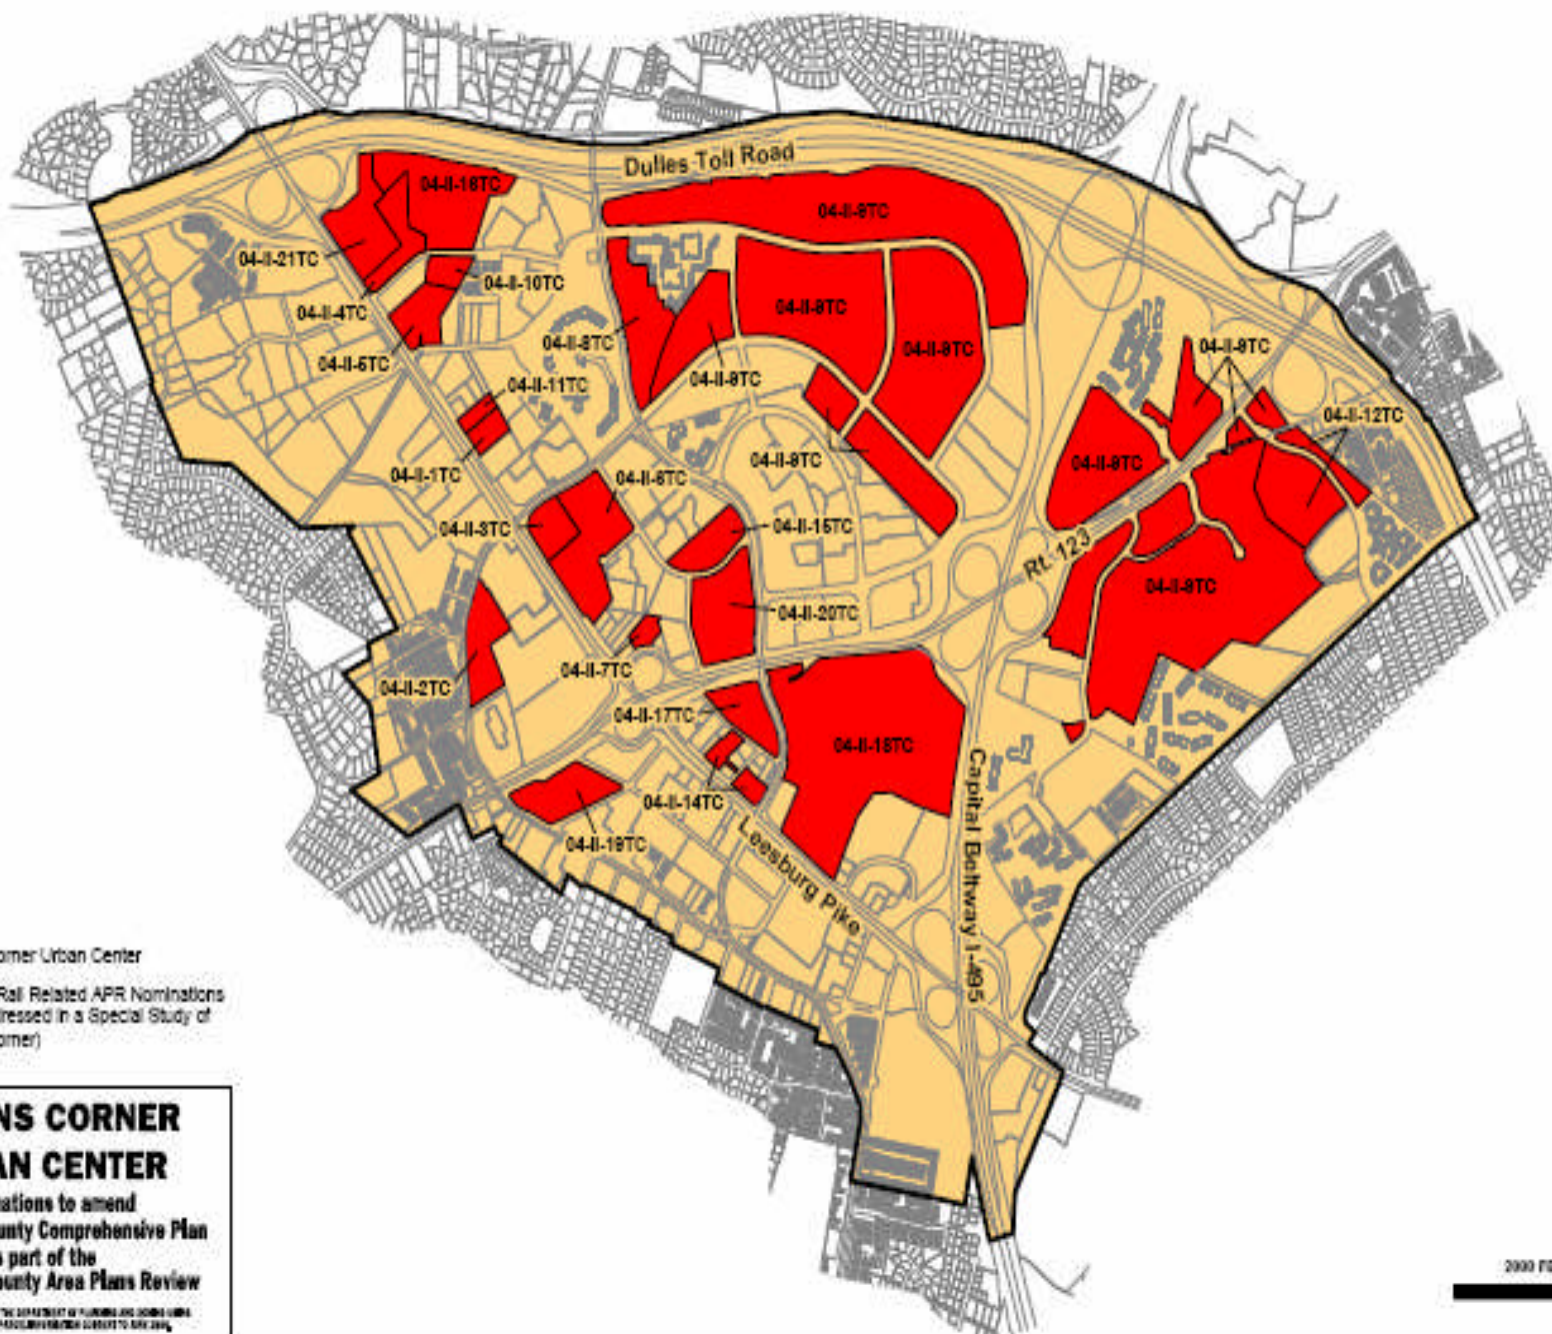 Dulles Toll Road
04-II-18TC
04-II-9TC
04-II-21TC
04-II-10TC
04-II-4TC
04-II-9TC
04-II-8TC
04-II-9TC
04-II-9TC
04-II-5TC
04-II-9TC
04-II-11TC
04-II-12TC
04-II-9TC
04-II-9TC
04-II-1TC
04-II-6TC
04-II-3TC
04-II-15TC
Rt. 123
04-II-9TC
04-II-20TC
04-II-7TC
04-II-2TC
04-II-17TC
04-II-18TC
04-II-14TC
04-II-19TC
Leesburg Pike
Capital Beltway I-495
orner Urban Center
Rail Related APR Nominations
ressed in a Special Study of
orner)
NS CORNER
AN CENTER
ations to amend
unty Comprehensive Plan
s part of the
ounty Area Plans Review
2000 FE